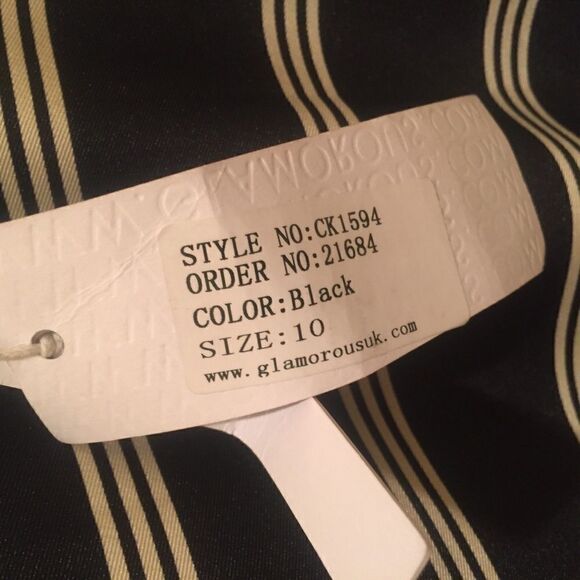 STYLE NO:CK1594
ORDER NO:21684
COLOR:Black
SIZE:10
www.glamorousuk.com